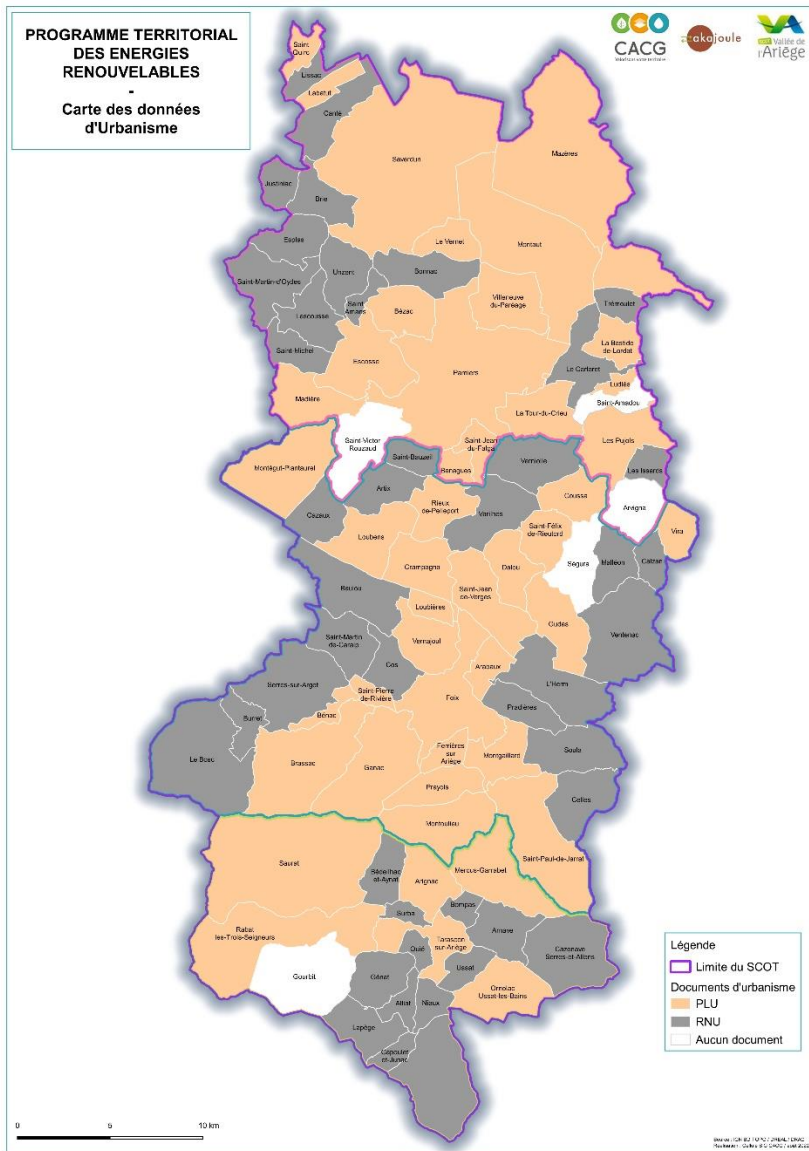 PROGRAMME TERRITORIAL
DES ENERGIES
RENOUVELABLES
-
Carte des données
d'Urbanisme
CACG
akajoule
Vallée de
l'Ariège
Saint
Quirc
Lissac
Labatut
Canté
Saverdun
Mazères
Justiniac
Brie
Esplas
Le Vernet
Montaut
Unzent
Bonnac
Saint-Martin-d'Oydes
Villeneuve
du-Paréage
Saint
Amans
Bézac
Trémoulet
Lescousse
La Bastide
de-Lordat
Saint-Michel
Escosse
Le Carlaret
Pamiers
Ludiès
Madière
Saint-Amadou
La Tour-du-Crieu
Saint-Victor
Rouzaud
Saint-Jean
du-Falga
Les Pujols
Montégut-Plantaurel
Saint-Bauzeil
Benagues
Verniolle
Les Issards
Artix
Rieux
de-Pelleport
Coussa
Arvigna
Cazaux
Varilhes
Saint-Félix
de-Rieutord
Vira
Loubens
Ségura
Malléon
Calzan
Crampagna
Dalou
Saint-Jean
de-Verges
Baulou
Loubières
Gudas
Saint-Martin
de-Caralp
Vernajoul
Ventenac
Cos
Arabaux
L'Herm
Serres-sur-Arget
Saint-Pierre
de-Rivière
Foix
Pradières
Bénac
Burret
Ferrières
sur
Ariège
Le Bosc
Brassac
Ganac
Montgaillard
Soula
Prayols
Celles
Montoulieu
Saint-Paul-de-Jarrat
Saurat
Bédeilhac
et-Aynat
Arignac
Mercus-Garrabet
Bompas
Surba
Rabat
les-Trois-Seigneurs
Arnave
Tarascon
sur-Ariège
Quié
Cazenave
Serres-et-Allens
Ussat
Gourbit
Génat
Ornolac
Ussat-les-Bains
Alliat
Niaux
Lapège
Capoulet
et-Junac
Légende
Limite du SCOT
Documents d'urbanisme
PLU
RNU
Aucun document
0 5 10 km